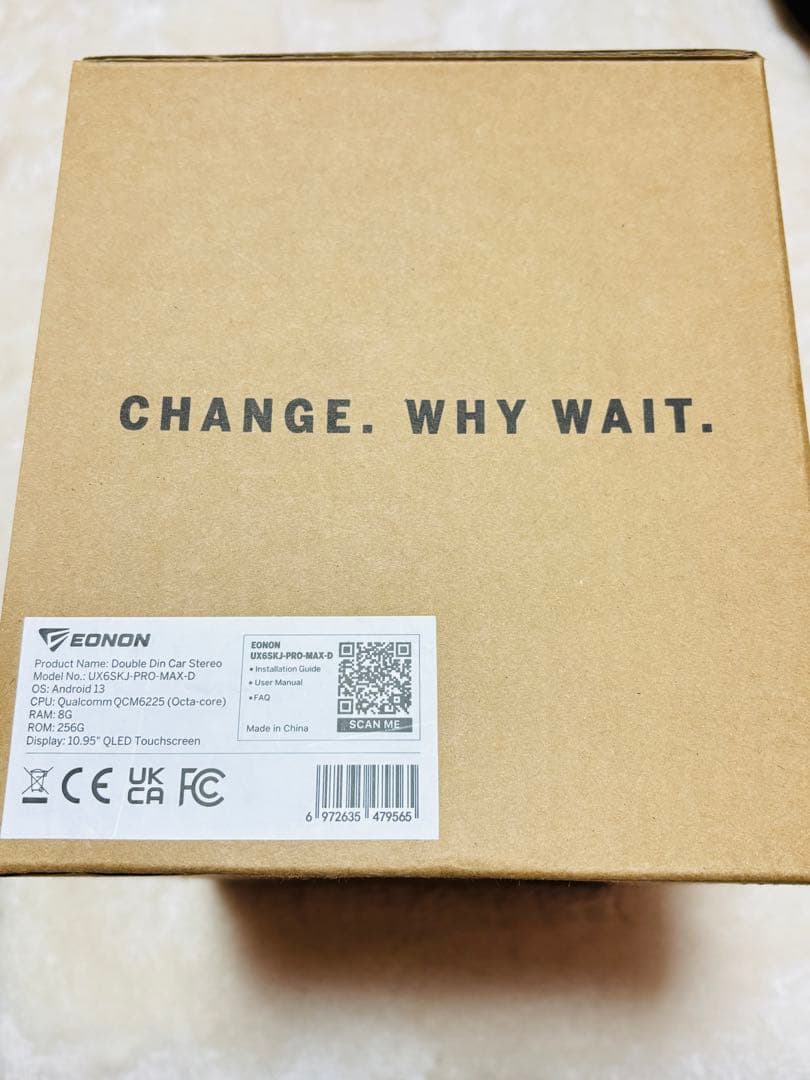 CHANGE. WHY WAIT.
EONON
Product Name: Double Din Car Stereo
Model No.: UX6SKJ-PRO-MAX-D
OS: Android 13
CPU: Qualcomm QCM6225 (Octa-core)
RAM: 8G
ROM: 256G
Display: 10.95" QLED Touchscreen
EONON
UX6SKJ-PRO-MAX-D
• Installation Guide
• User Manual
• FAQ
Made in China
SCAN ME
CE
UK
CA
FC
6 972635 479565